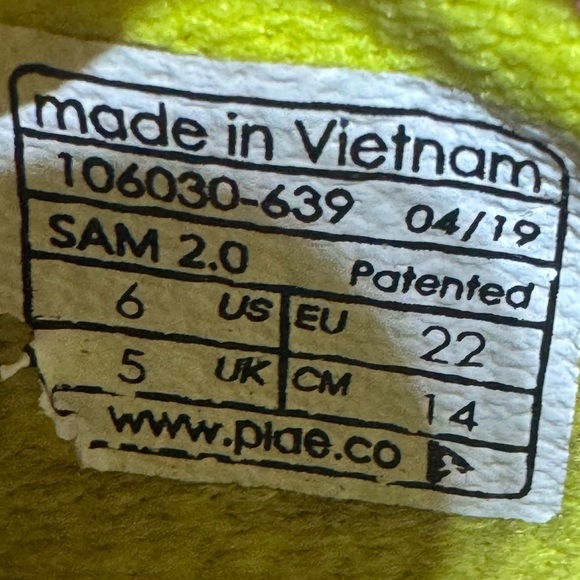 made in Vietnam
106030-639 04/19
SAM 2.0 Patented
6 US EU 22
5 UK CM 14
www.plae.co